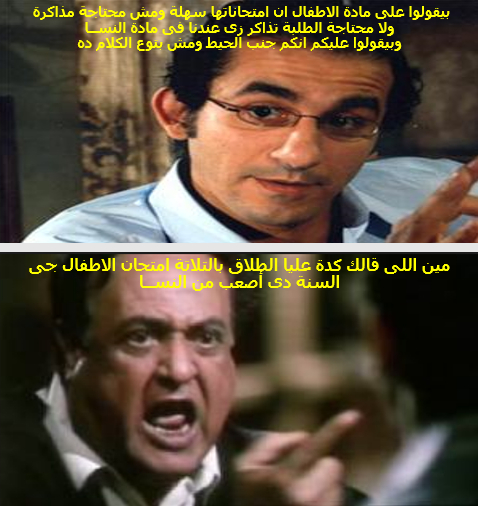 بيقولوا على مادة الاطفال ان امتحاناتها سهلة ومش محتاجة مذاكرة
ولا محتاجة الطلبة تذاكر زى عندنا فى مادة النســا
وبيقولوا عليكم انكم جنب الحيط ومش بتوع الكلام ده
مين اللى قالك كدة عليا الطلاق بالتلاتة امتحان الاطفال جى
السنة دى أصعب من النســا